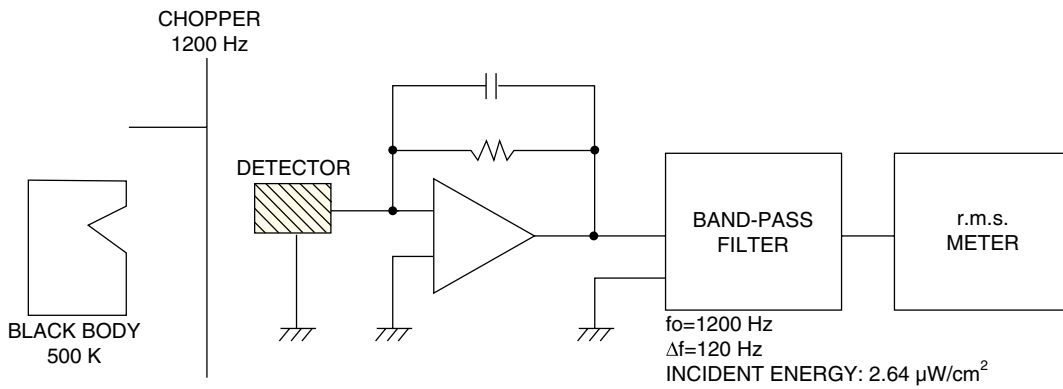 CHOPPER
1200 Hz
DETECTOR
BAND-PASS
FILTER
r.m.s.
METER
BLACK BODY
500 K
fo=1200 Hz
Δf=120 Hz
INCIDENT ENERGY: 2.64 μW/cm²